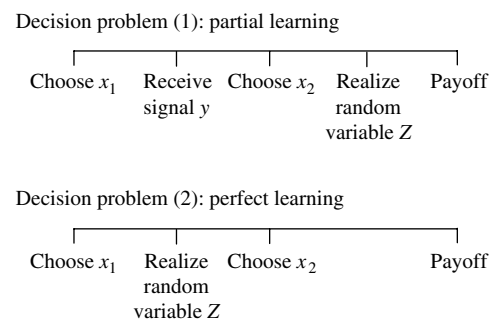 Decision problem (1): partial learning
Choose x₁ Receive Choose x₂ Realize Payoff
signal y random
variable Z
Decision problem (2): perfect learning
Choose x₁ Realize Choose x₂ Payoff
random
variable Z